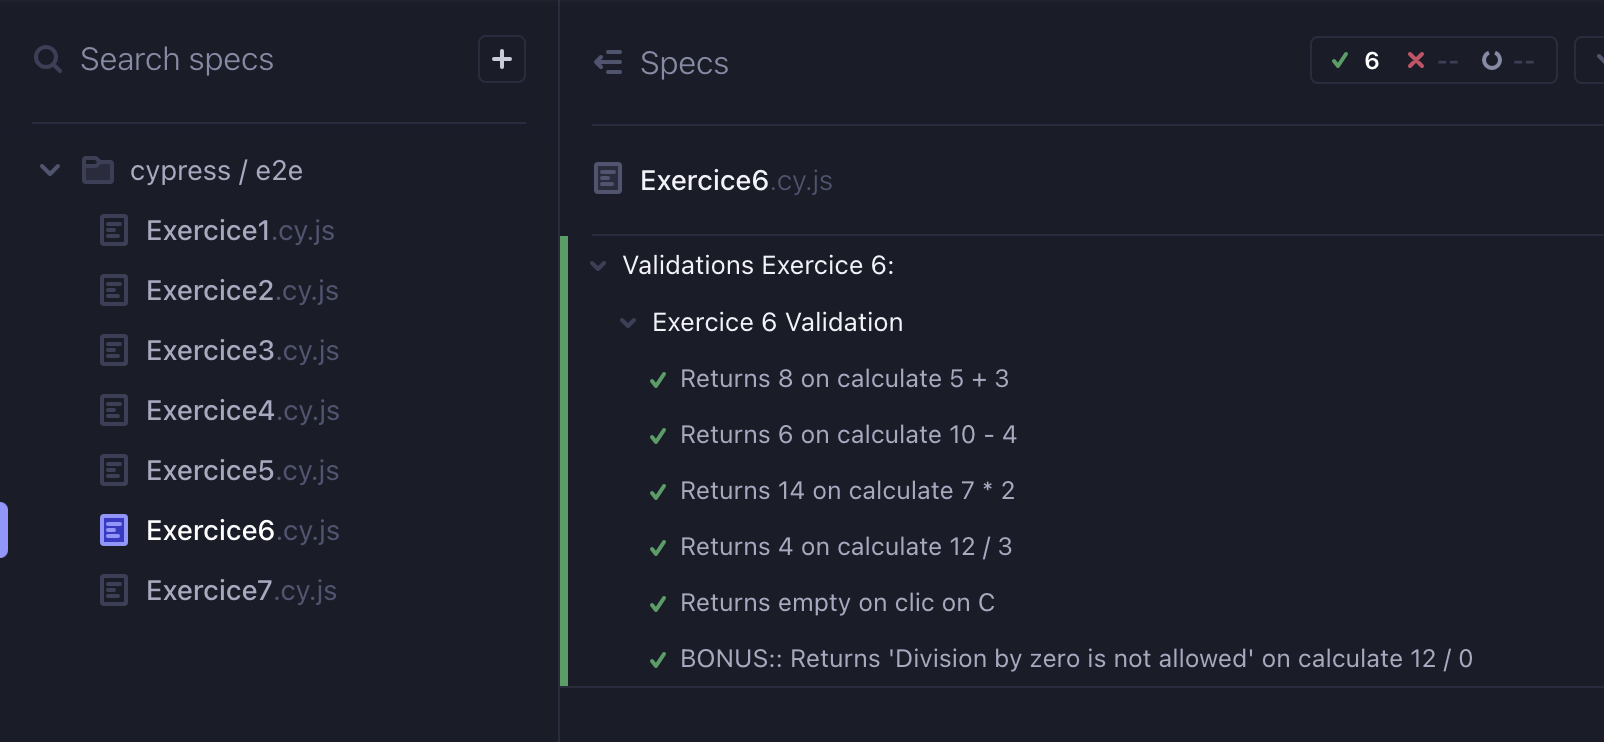 Search specs
+
cypress / e2e
Exercice1.cy.js
Exercice2.cy.js
Exercice3.cy.js
Exercice4.cy.js
Exercice5.cy.js
Exercice6.cy.js
Exercice7.cy.js
Specs
6 -- --
Exercice6.cy.js
Validations Exercice 6:
Exercice 6 Validation
Returns 8 on calculate 5 + 3
Returns 6 on calculate 10 - 4
Returns 14 on calculate 7 * 2
Returns 4 on calculate 12 / 3
Returns empty on clic on C
BONUS:: Returns 'Division by zero is not allowed' on calculate 12 / 0